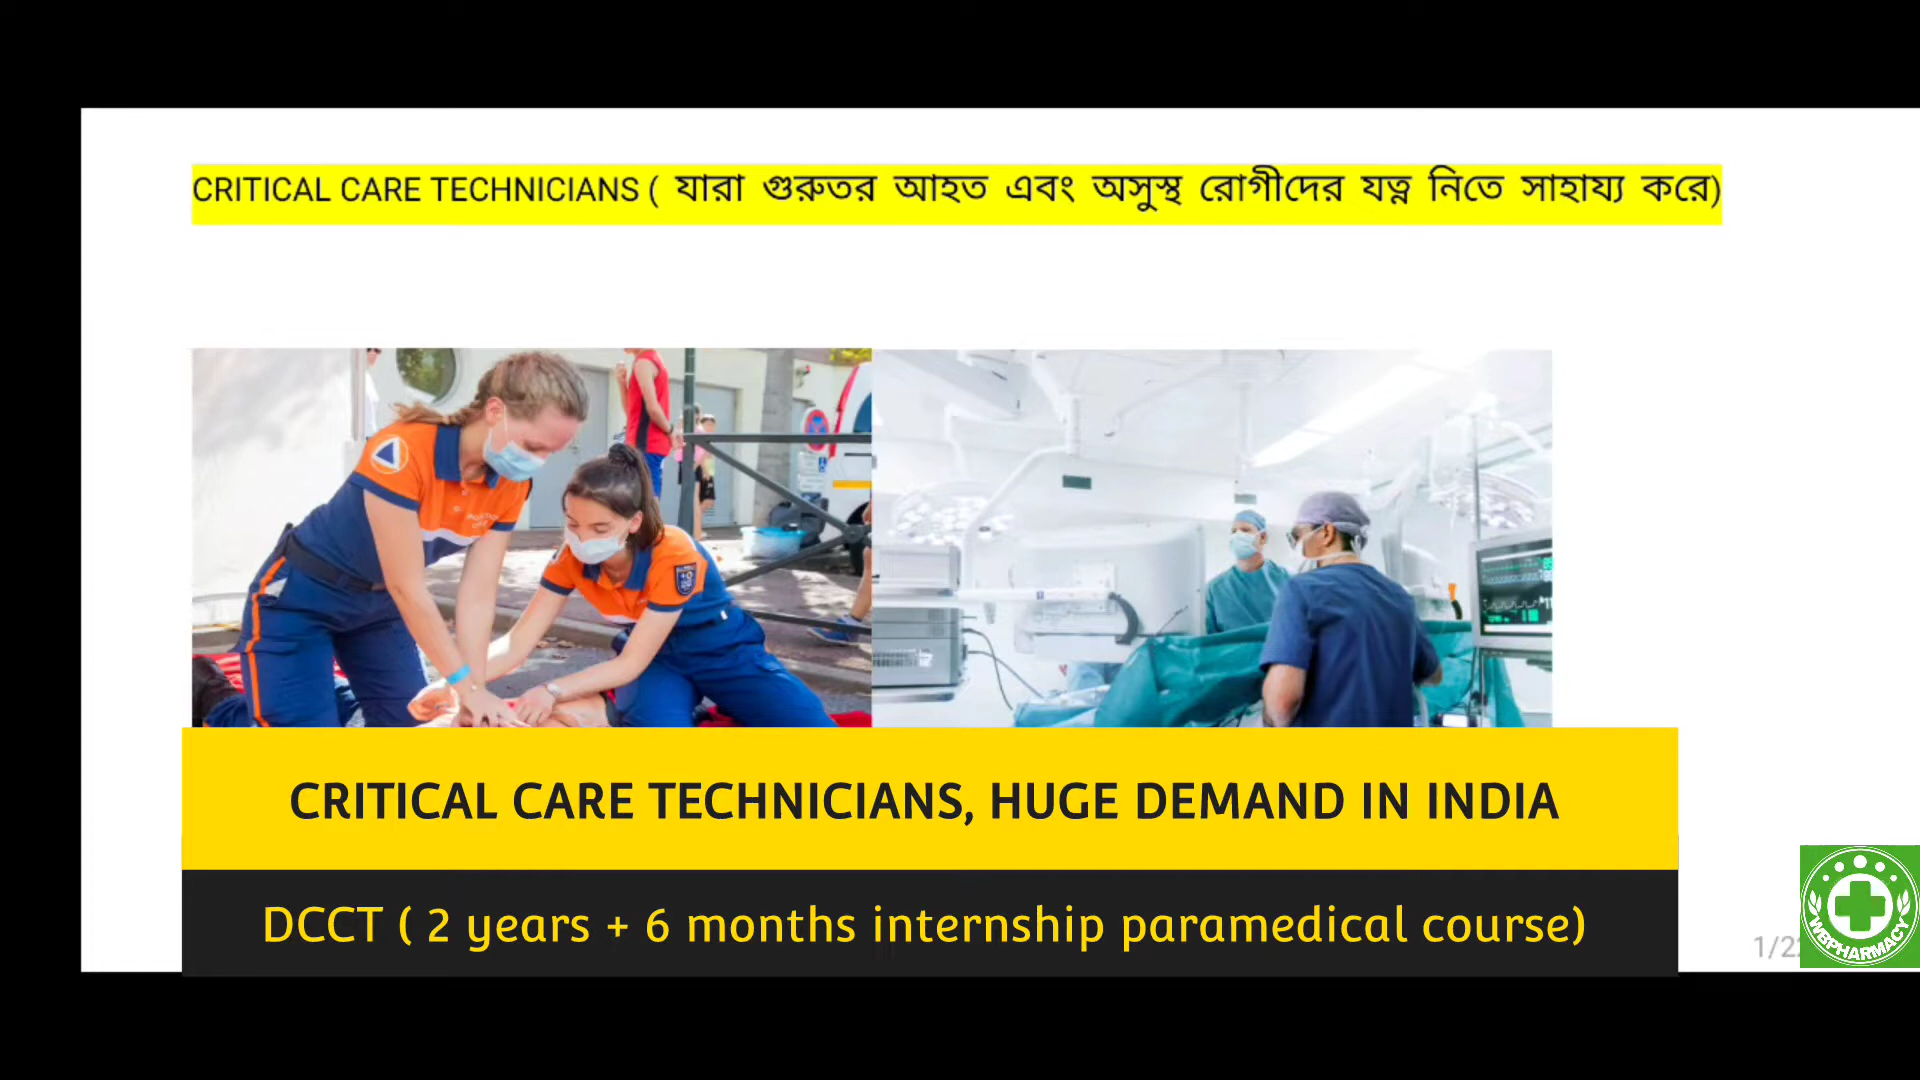 CRITICAL CARE TECHNICIANS ( যারা গুরুতর আহত এবং অসুস্থ রোগীদের যত্ন নিতে সাহায্য করে)
CRITICAL CARE TECHNICIANS, HUGE DEMAND IN INDIA
DCCT ( 2 years + 6 months internship paramedical course)
WBPHARMACY